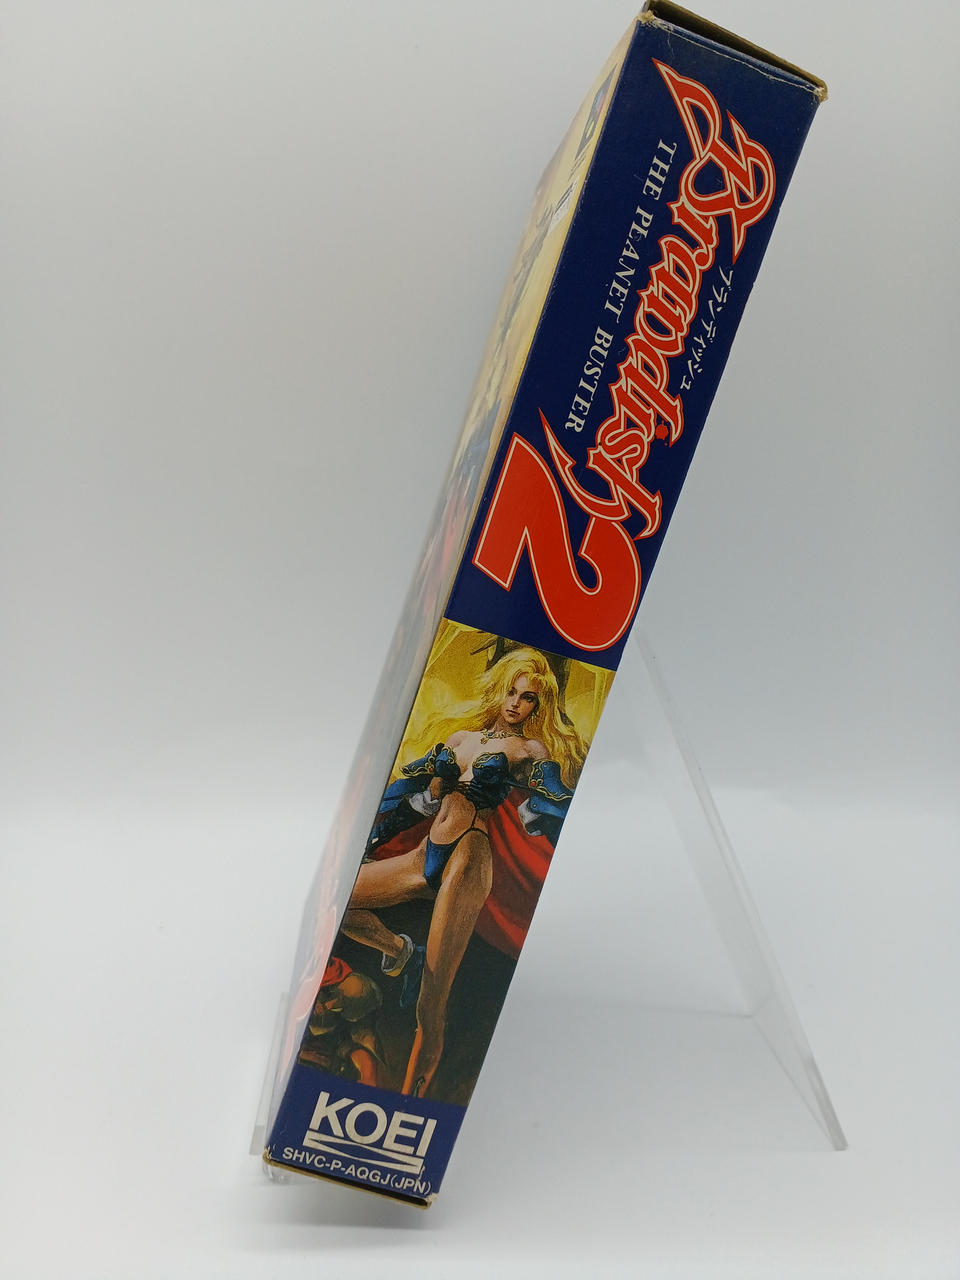 Brandish
ブランディッシュ
THE PLANET BUSTER
2
KOEI
SHVC-P-AQGJ(JPN)